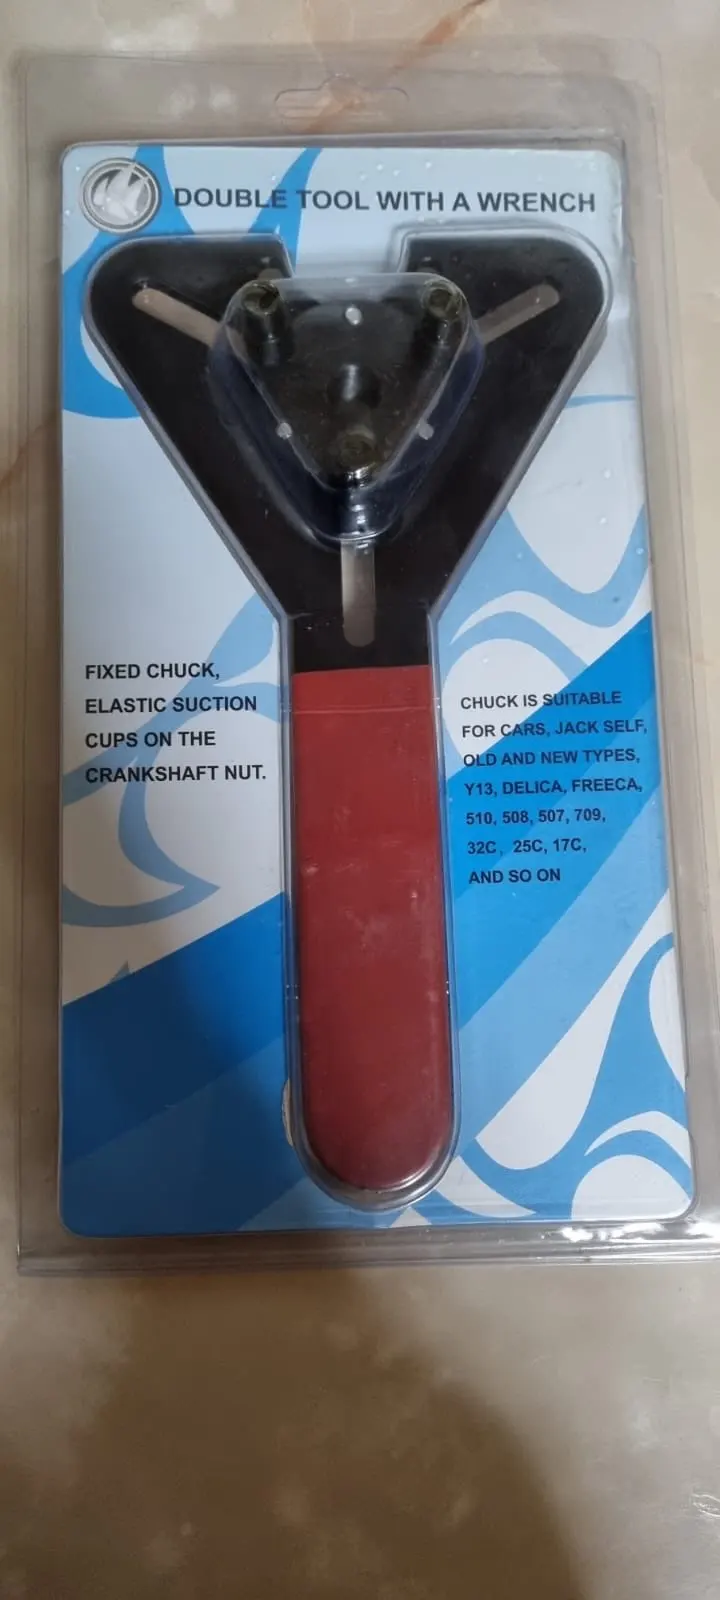 DOUBLE TOOL WITH A WRENCH
FIXED CHUCK,
ELASTIC SUCTION
CUPS ON THE
CRANKSHAFT NUT.
CHUCK IS SUITABLE
FOR CARS, JACK SELF,
OLD AND NEW TYPES,
Y13, DELICA, FREECA,
510, 508, 507, 709,
32C, 25C, 17C,
AND SO ON